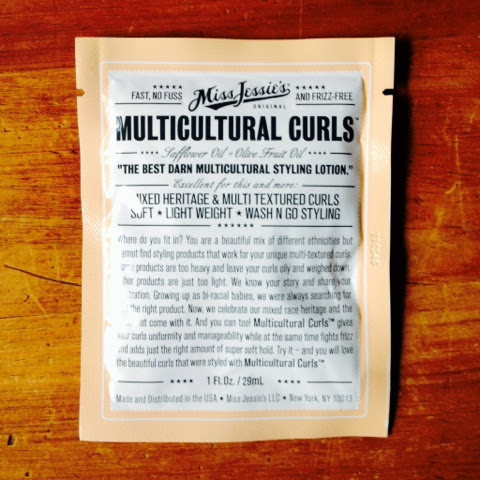 ★★★★★ Miss Jessie's ★★★★★
FAST, NO FUSS ORIGINAL AND FRIZZ-FREE
MULTICULTURAL CURLS™
★★★★ Safflower Oil + Olive Fruit Oil ★★★★
"THE BEST DARN MULTICULTURAL STYLING LOTION."
Excellent for this and more:
MIXED HERITAGE & MULTI TEXTURED CURLS
SOFT ★ LIGHT WEIGHT ★ WASH N GO STYLING
★★★★★★
Where do you fit in? You are a beautiful mix of different ethnicities but
cannot find styling products that work for your unique multi-textured curls.
products are too heavy and leave your curls oily and weighed down,
ther products are just too light. We know your story and share your
tration. Growing up as bi-racial babies, we were always searching for
the right product. Now, we celebrate our mixed race heritage and the
at come with it. And you can too! Multicultural Curls™ gives
your curls uniformity and manageability while at the same time fights frizz
and adds just the right amount of super soft hold. Try it – and you will love
the beautiful curls that were styled with Multicultural Curls™
★★★★ 1 Fl. Oz. / 29mL ★★★★
Made and Distributed in the USA ★ Miss Jessie's LLC ★ New York, NY 10013